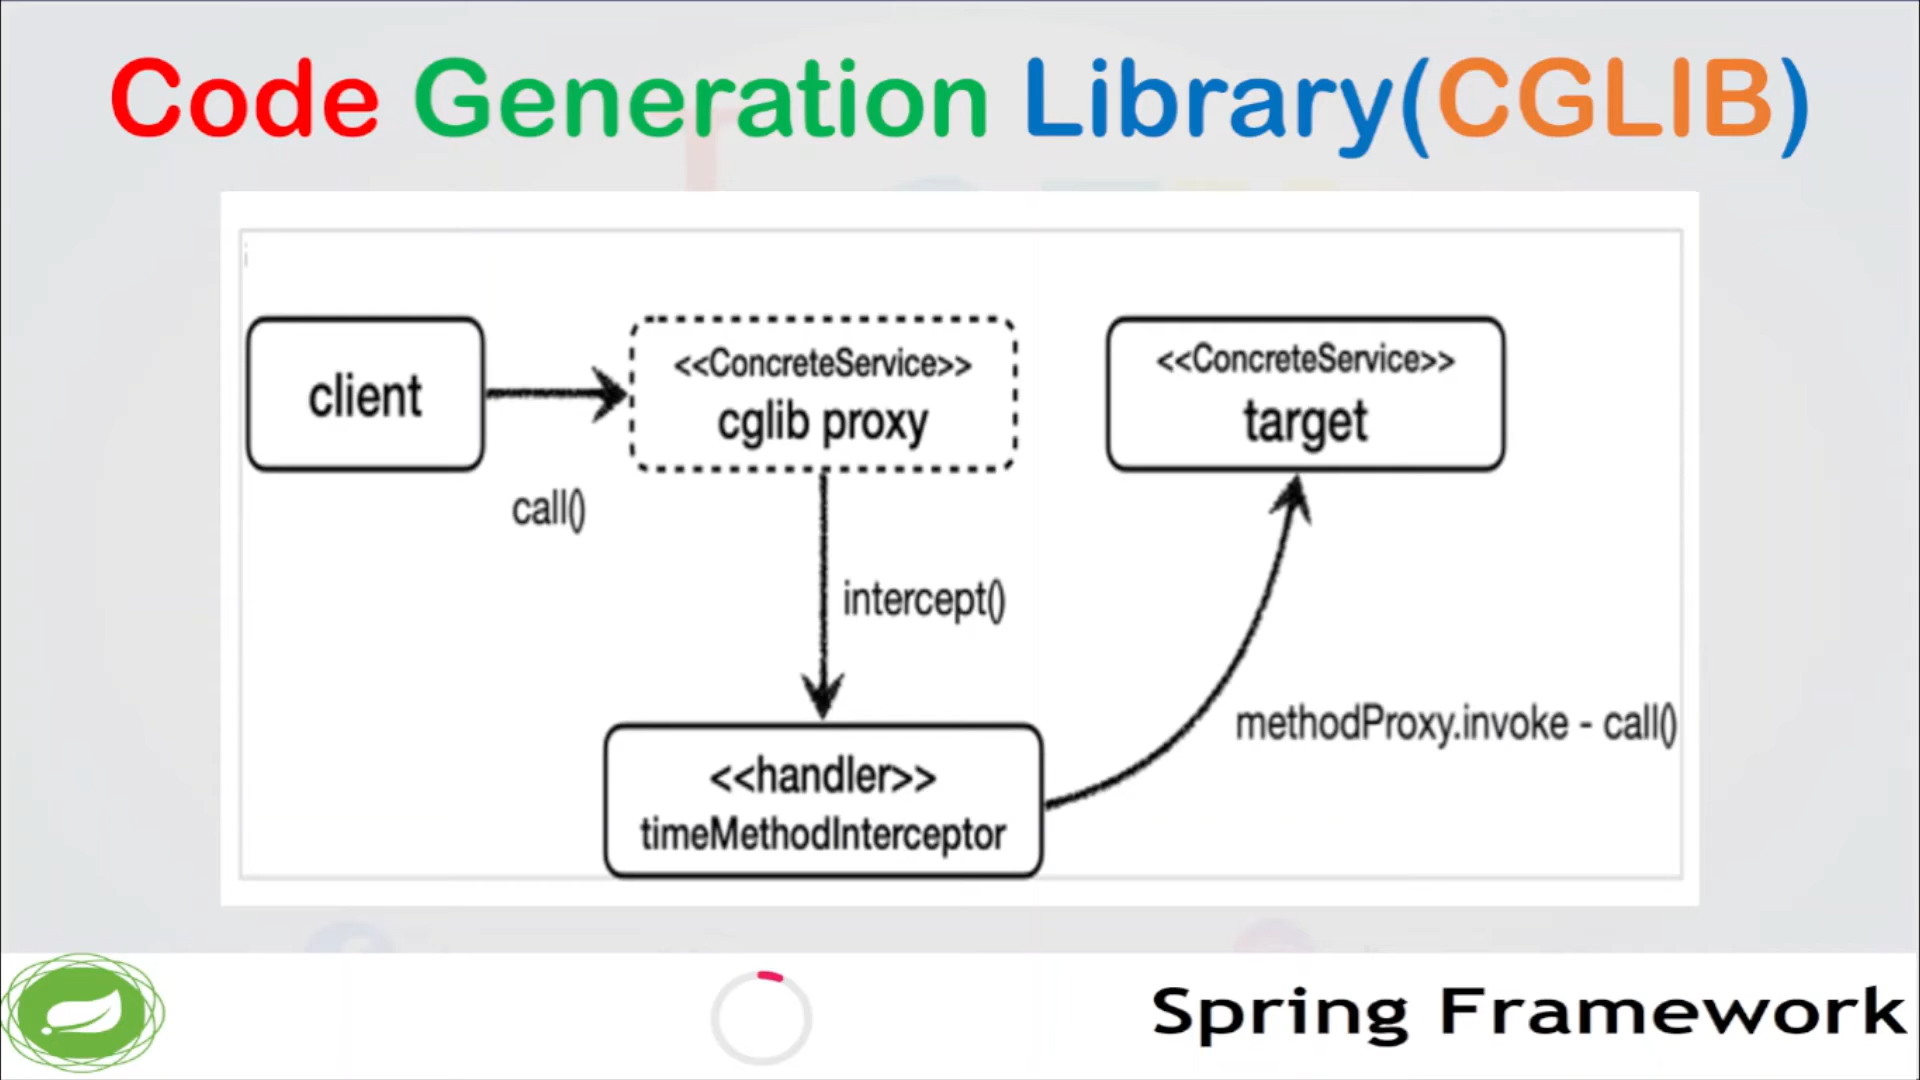 Code Generation Library(CGLIB)
client
<<ConcreteService>>
cglib proxy
<<ConcreteService>>
target
call()
intercept()
methodProxy.invoke - call()
<<handler>>
timeMethodInterceptor
Spring Framework